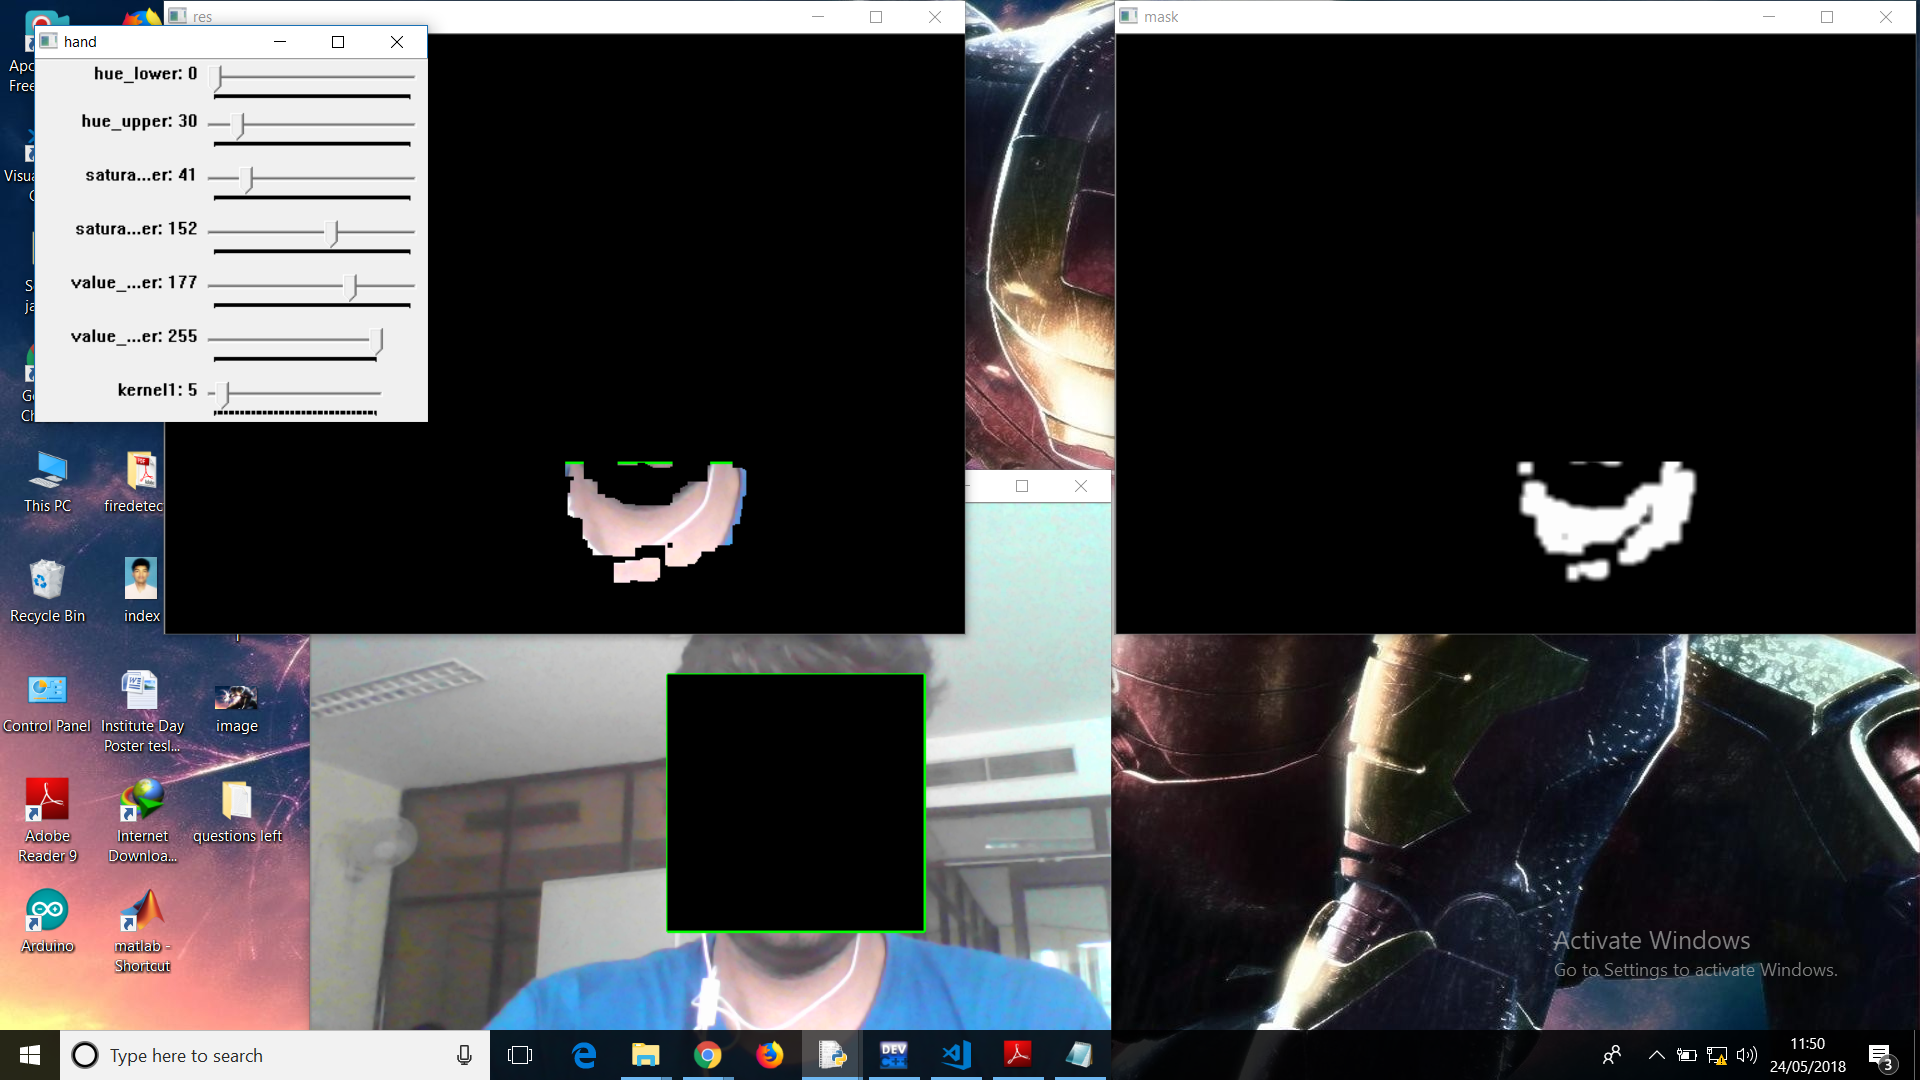 res
mask
hand
hue_lower: 0
hue_upper: 30
satura...er: 41
satura...er: 152
value_...er: 177
value_...er: 255
kernel1: 5
This PC
firedetec
Recycle Bin
index
Control Panel
Institute Day
Poster tesl...
image
Adobe
Reader 9
Internet
Downloa...
questions left
Arduino
matlab -
Shortcut
Activate Windows
Go to Settings to activate Windows.
Type here to search
DEV
11:50
24/05/2018
3